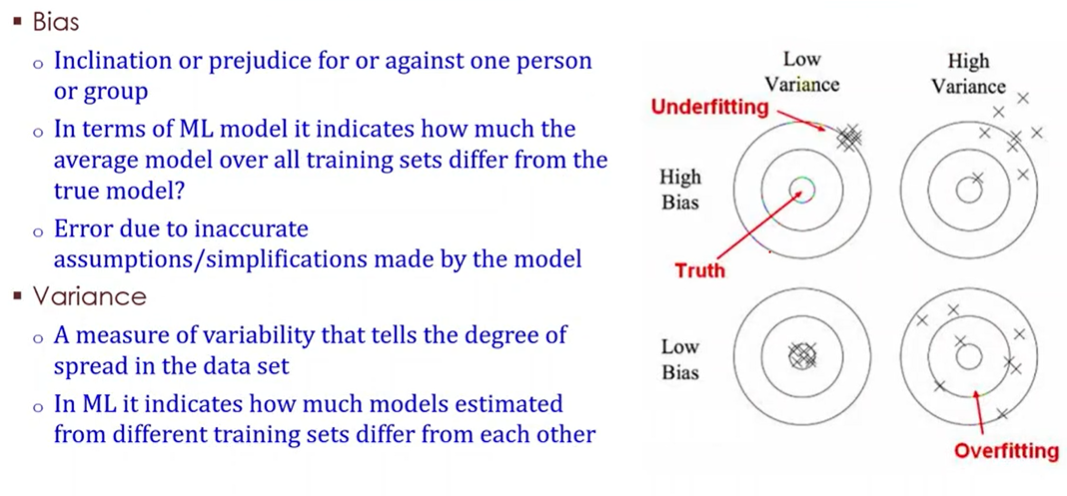 ▪ Bias
o Inclination or prejudice for or against one person
or group
o In terms of ML model it indicates how much the
average model over all training sets differ from the
true model?
o Error due to inaccurate
assumptions/simplifications made by the model
▪ Variance
o A measure of variability that tells the degree of
spread in the data set
o In ML it indicates how much models estimated
from different training sets differ from each other
Low
Variance
High
Variance
Underfitting
High
Bias
Truth
Low
Bias
Overfitting